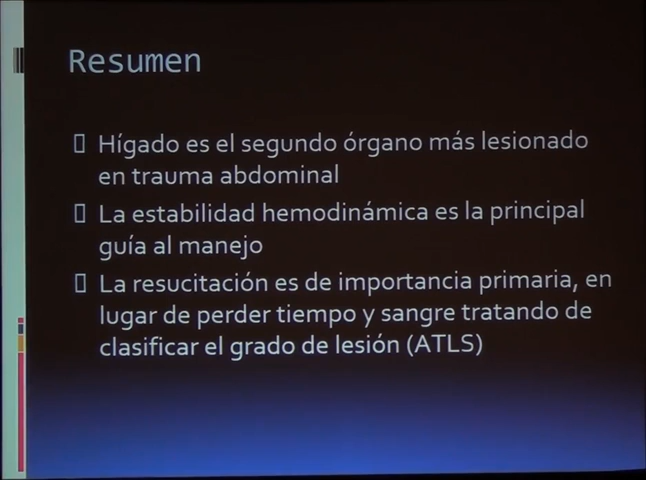 Resumen
Hígado es el segundo órgano más lesionado
en trauma abdominal
La estabilidad hemodinámica es la principal
guía al manejo
La resucitación es de importancia primaria, en
lugar de perder tiempo y sangre tratando de
clasificar el grado de lesión (ATLS)